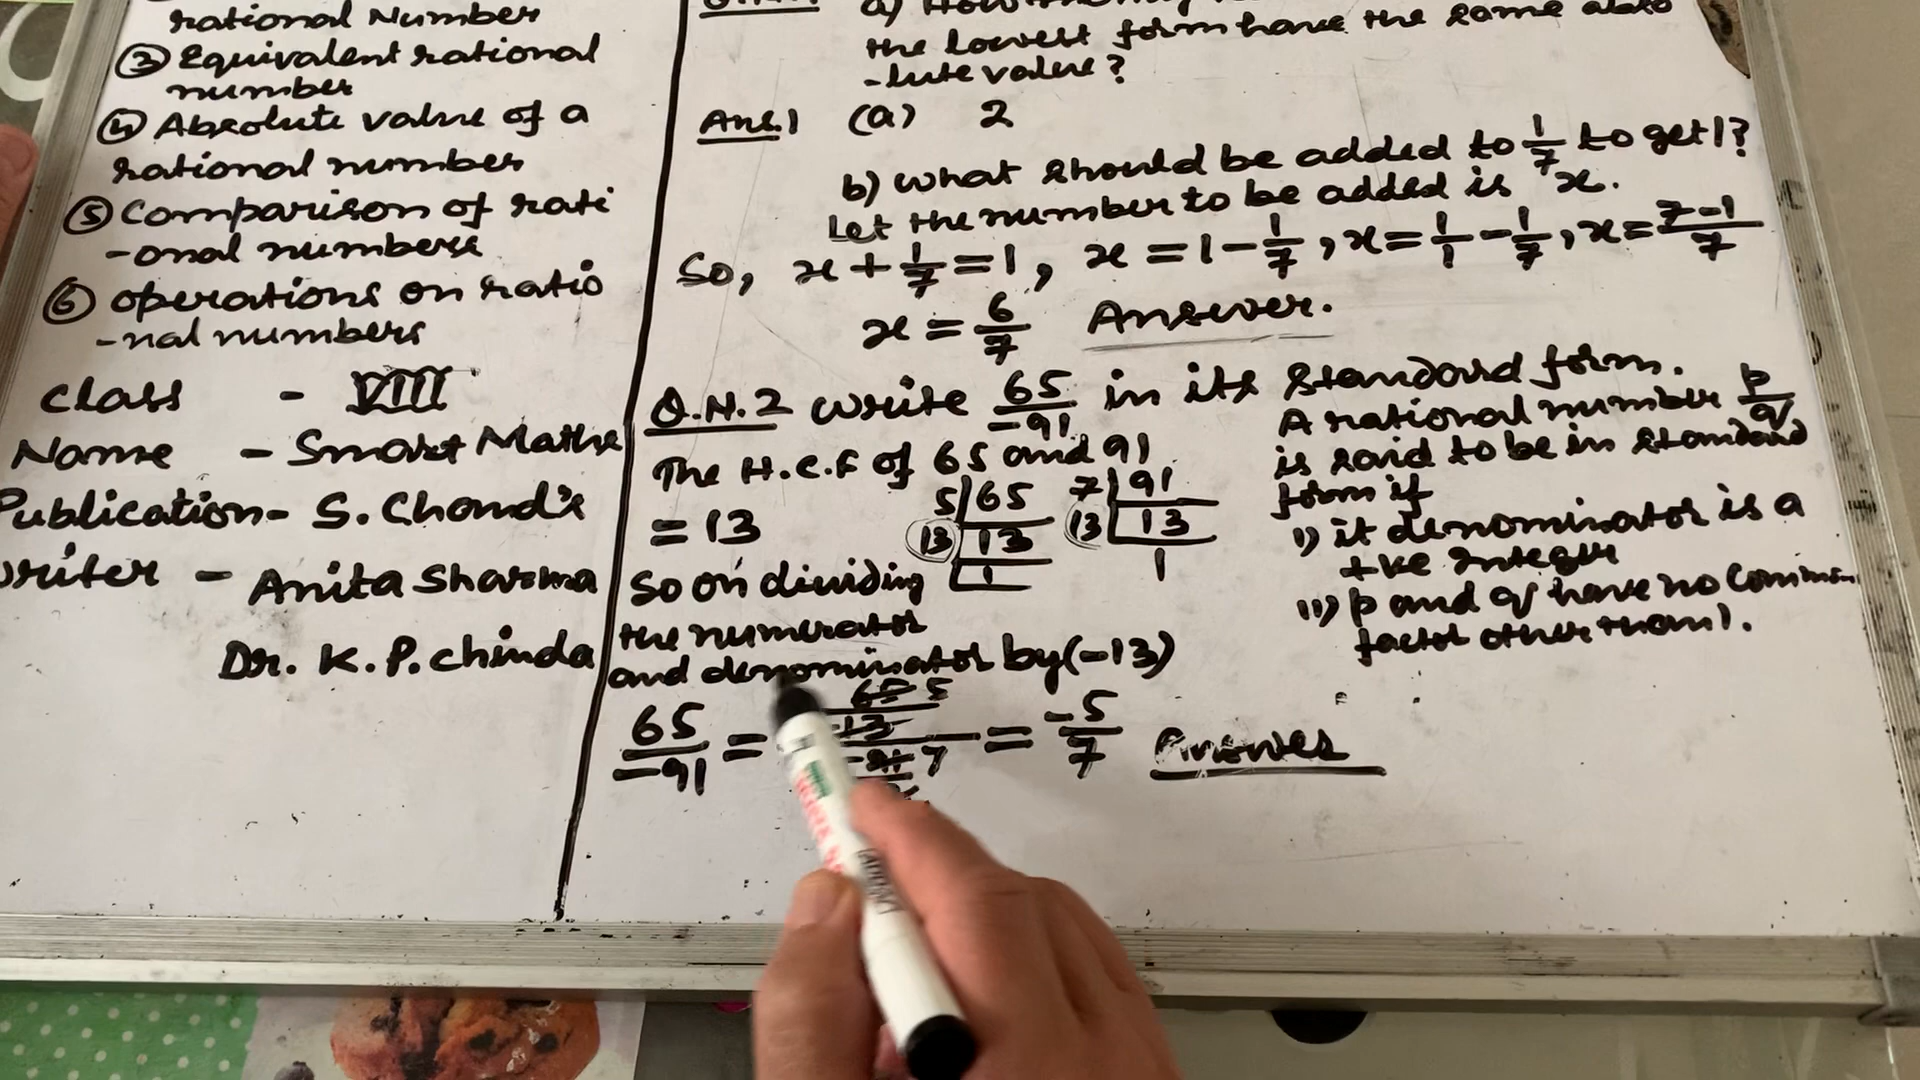 rational Number
③ Equivalent rational
number
④ Absolute value of a
rational number
⑤ Comparison of rati
-onal numbers
⑥ operations on ratio
-nal numbers
Class - VIII
Name - Smart Maths
Publication - S. Chand's
writer - Anita Sharma
Dr. K. P. Chinda
the lowest form have the same abso
-lute value?
Ans.1 (a) 2
b) What should be added to 1/7 to get 1?
Let the number to be added is x.
So, x + 1/7 = 1, x = 1 - 1/7, x = 1/1 - 1/7, x = 7-1/7
x = 6/7 Answer.
Q.N.2 write 65/-91 in its standard form.
The H.C.F of 65 and 91
= 13
5 65 7 91
13 13 13 13
1 1
So on dividing
the numerator
and denominator by (-13)
65/-91 = 65 5 / -13 / -91 7 = -5/7 Answer
A rational number p/q
is said to be in standard
form if
i) it denominator is a
+ve Integer
ii) p and q have no common
factor other than 1.